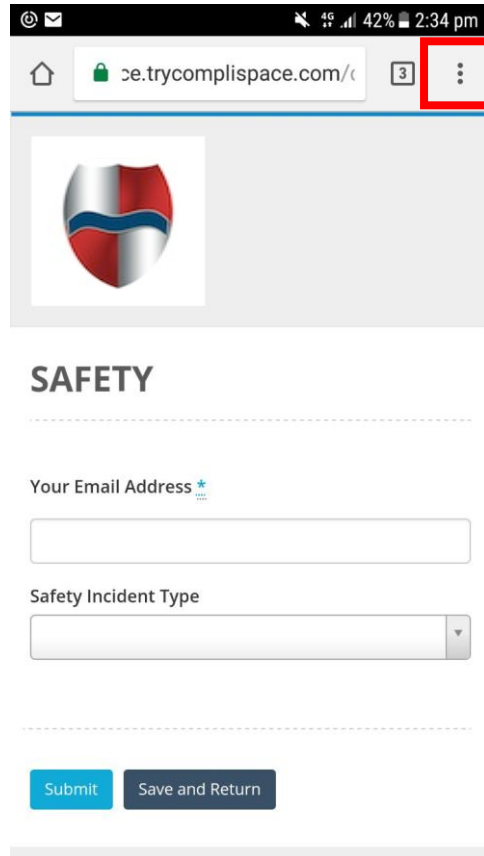 4G 42% 2:34 pm
ce.trycomplispace.com/ 3
SAFETY
Your Email Address *
Safety Incident Type
Submit Save and Return